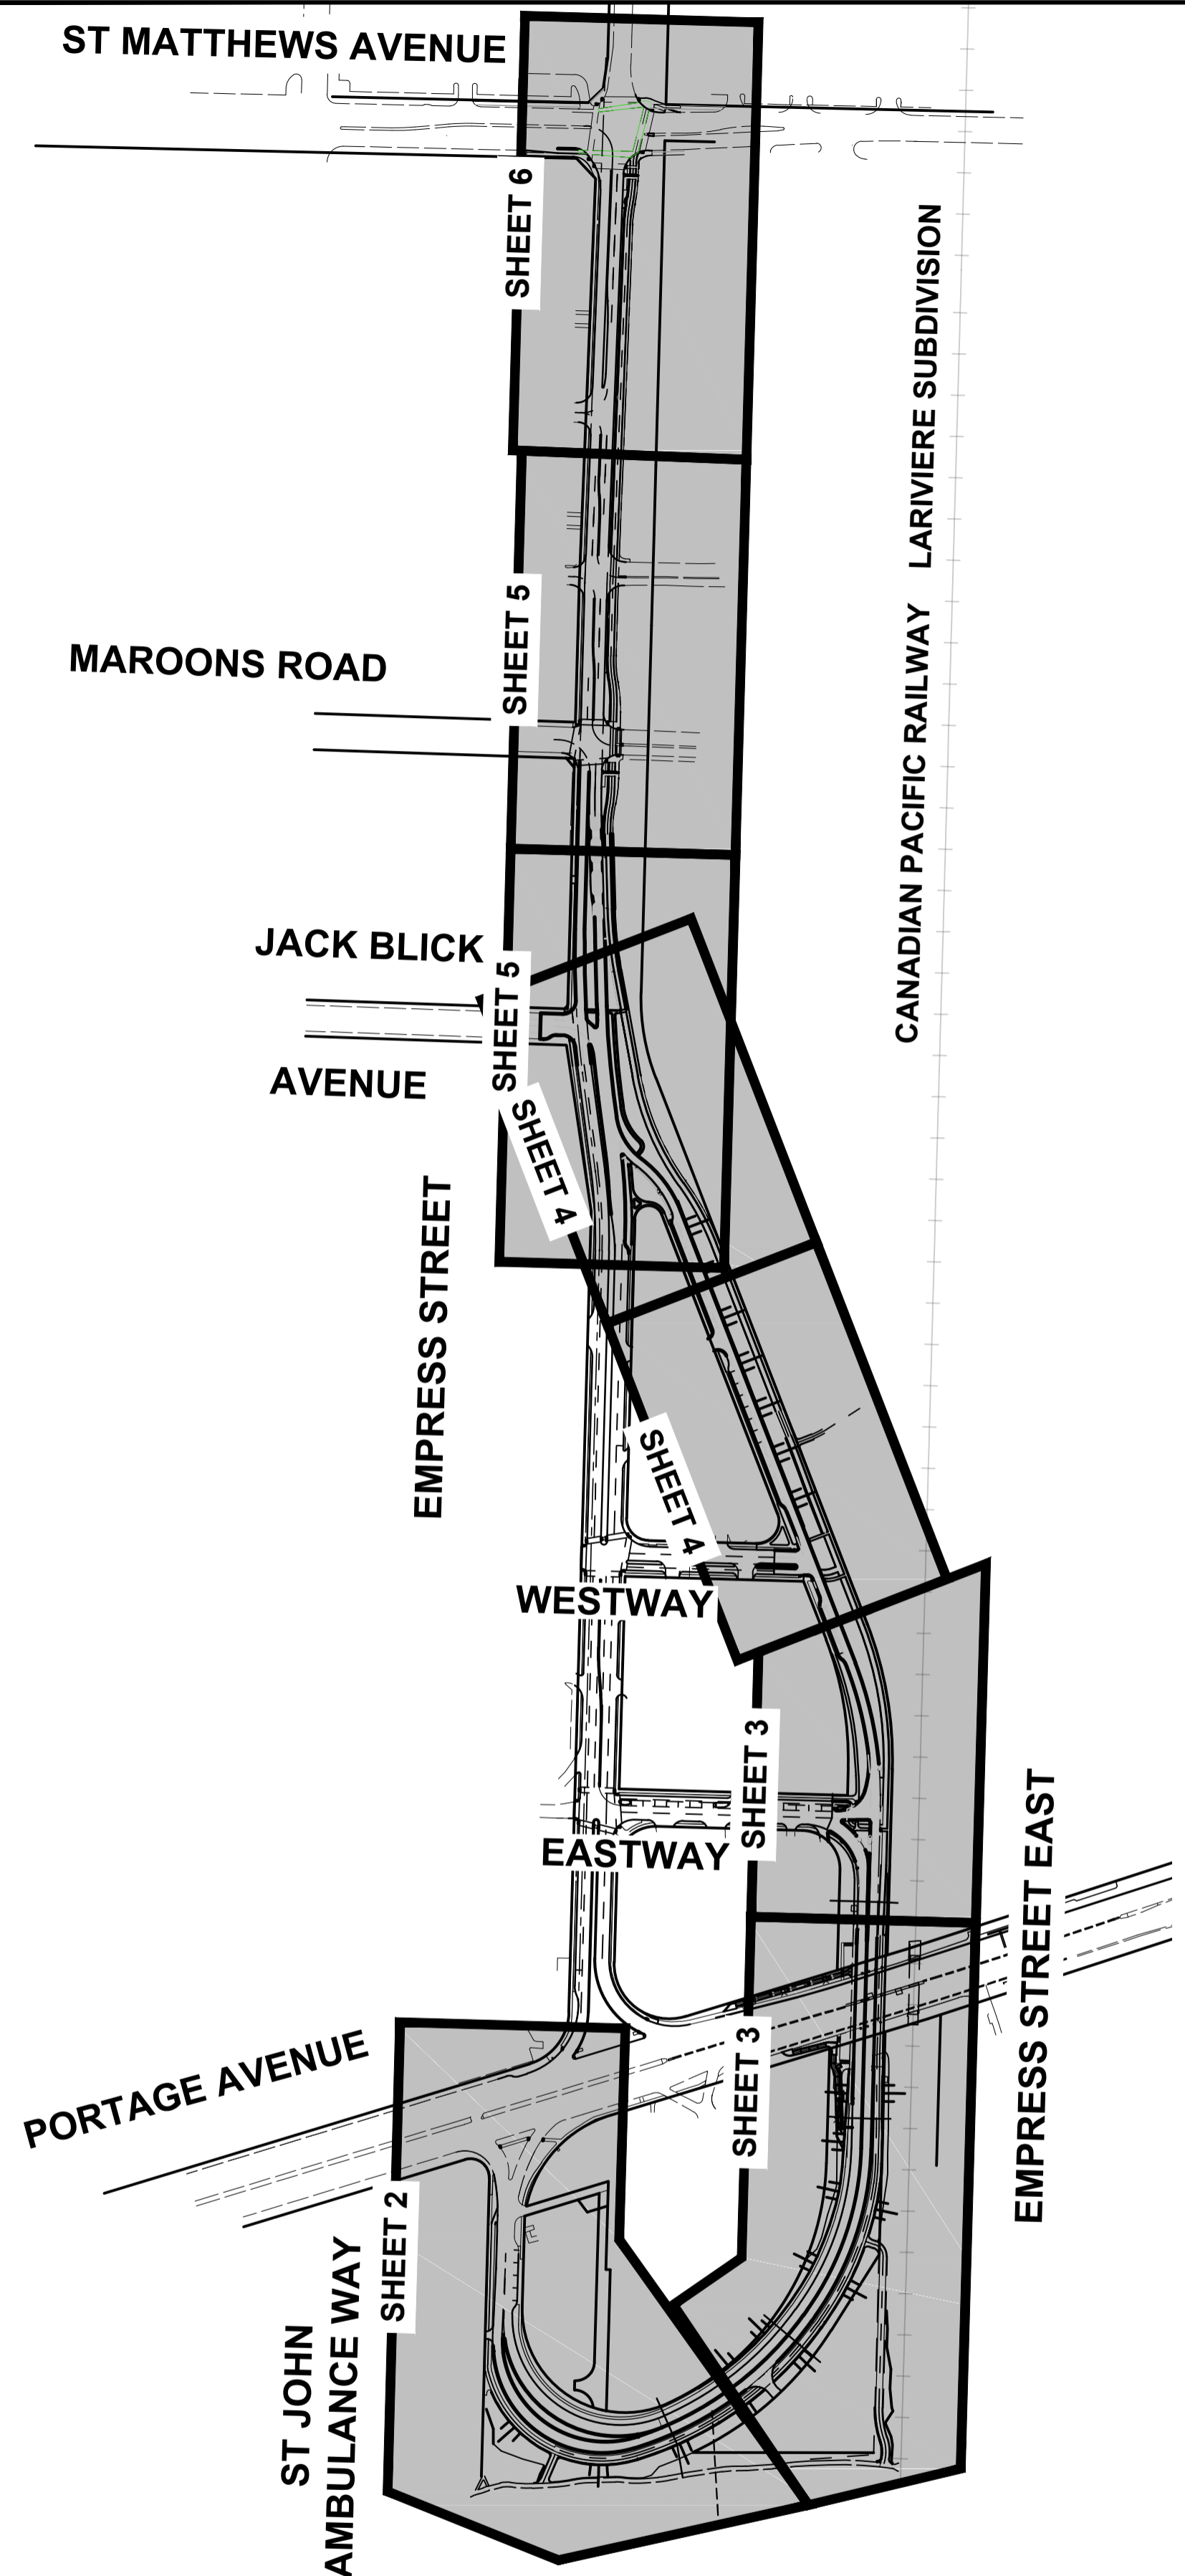 ST MATTHEWS AVENUE
SHEET 6
LARIVIERE SUBDIVISION
CANADIAN PACIFIC RAILWAY
SHEET 5
MAROONS ROAD
JACK BLICK
AVENUE
SHEET 5
SHEET 4
EMPRESS STREET
SHEET 4
WESTWAY
SHEET 3
EASTWAY
EMPRESS STREET EAST
PORTAGE AVENUE
SHEET 3
SHEET 2
ST JOHN
AMBULANCE WAY